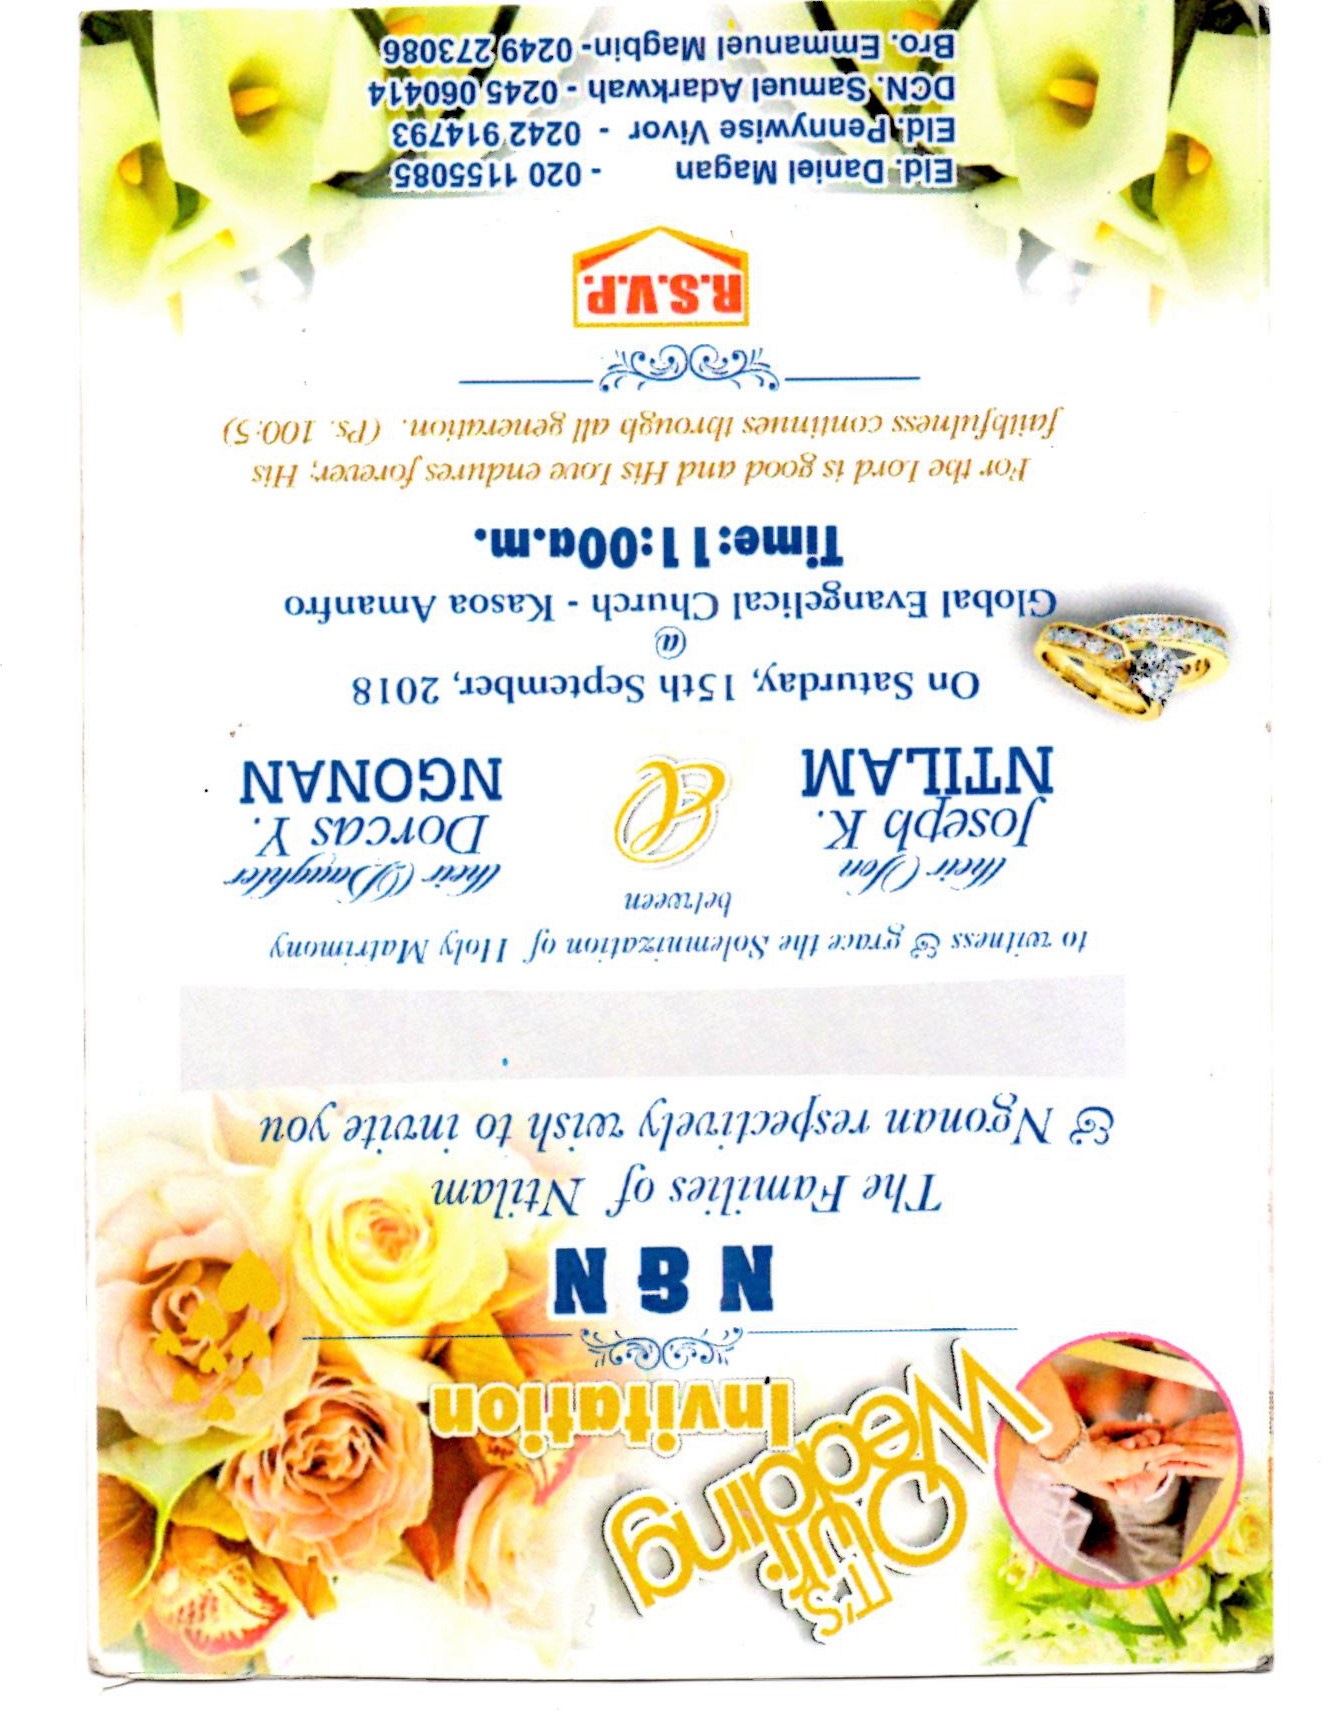 IT'S
Our
Wedding
Invitation
N & N
The Families of Ntilam
& Ngonan respectively wish to invite you
to witness & grace the Solemnization of Holy Matrimony
between
their Son
Joseph K.
NTILAM
&
their Daughter
Dorcas Y.
NGONAN
On Saturday, 15th September, 2018
@
Global Evangelical Church - Kasoa Amanfro
Time:11:00a.m.
For the Lord is good and His Love endures forever; His
faithfulness continues through all generation. (Ps. 100:5)
R.S.V.P.
Eld. Daniel Magan - 020 1155085
Eld. Pennywise Vivor - 0242 914793
DCN. Samuel Adarkwah - 0245 060414
Bro. Emmanuel Magbin- 0249 273086